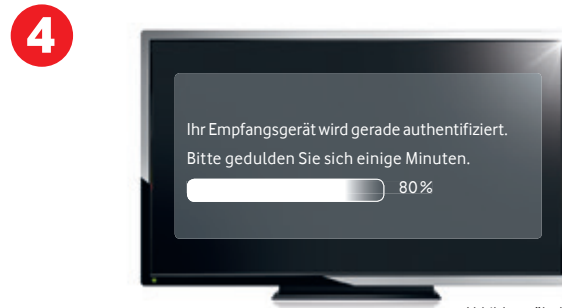 4
Ihr Empfangsgerät wird gerade authentifiziert.
Bitte gedulden Sie sich einige Minuten.
80%